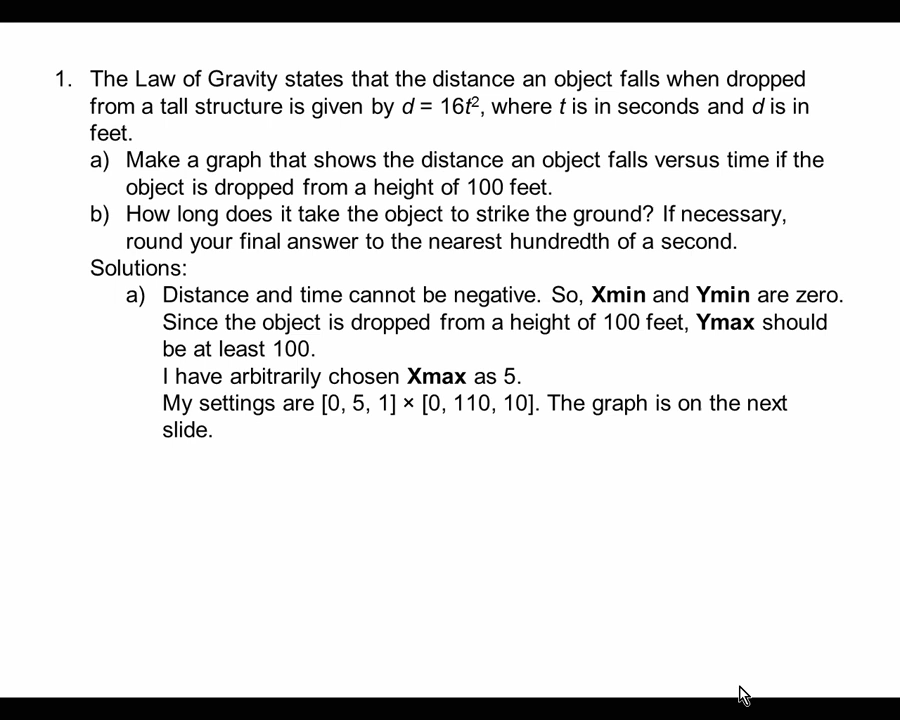 1. The Law of Gravity states that the distance an object falls when dropped
from a tall structure is given by d = 16t², where t is in seconds and d is in
feet.
a) Make a graph that shows the distance an object falls versus time if the
object is dropped from a height of 100 feet.
b) How long does it take the object to strike the ground? If necessary,
round your final answer to the nearest hundredth of a second.
Solutions:
a) Distance and time cannot be negative. So, Xmin and Ymin are zero.
Since the object is dropped from a height of 100 feet, Ymax should
be at least 100.
I have arbitrarily chosen Xmax as 5.
My settings are [0, 5, 1] × [0, 110, 10]. The graph is on the next
slide.